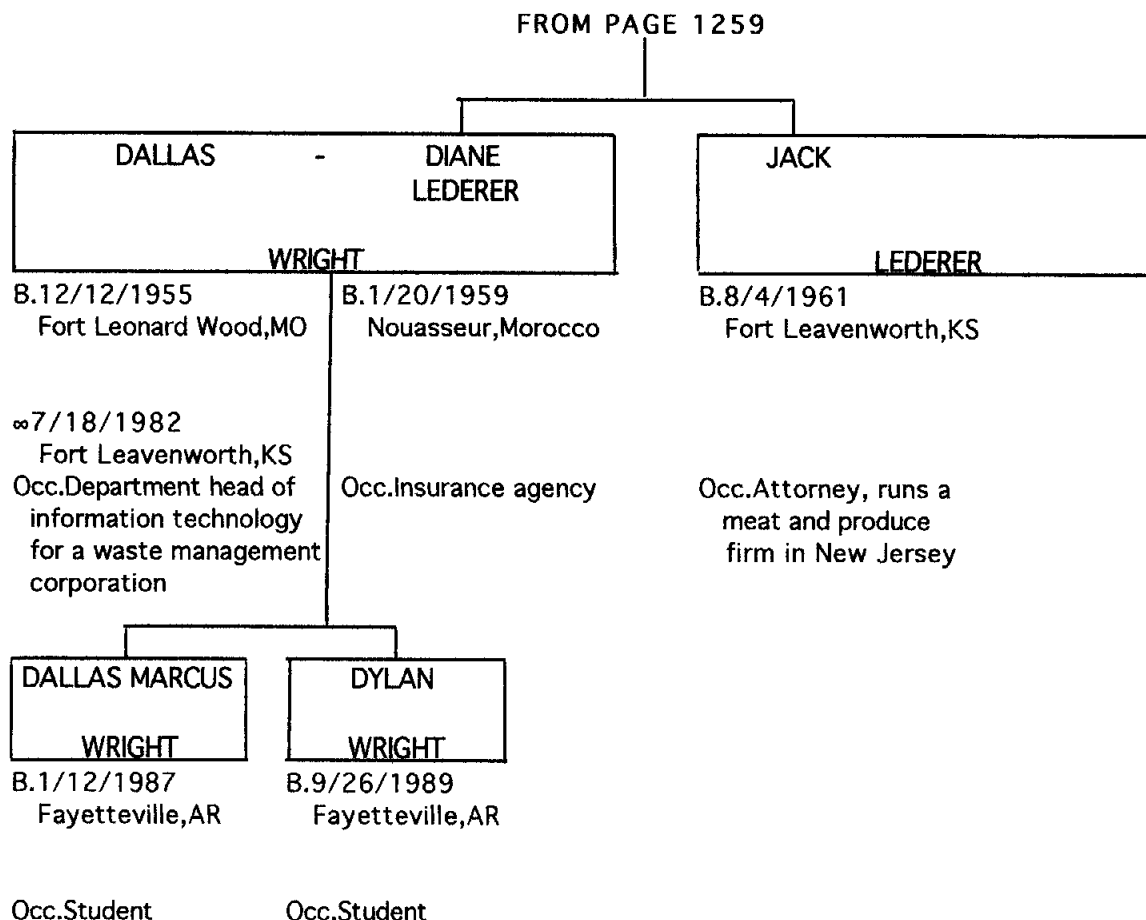 FROM PAGE 1259
DALLAS - DIANE
LEDERER
WRIGHT
JACK
LEDERER
B.12/12/1955
Fort Leonard Wood,MO
B.1/20/1959
Nouasseur,Morocco
B.8/4/1961
Fort Leavenworth,KS
∞7/18/1982
Fort Leavenworth,KS
Occ.Department head of
information technology
for a waste management
corporation
Occ.Insurance agency
Occ.Attorney, runs a
meat and produce
firm in New Jersey
DALLAS MARCUS
WRIGHT
DYLAN
WRIGHT
B.1/12/1987
Fayetteville,AR
B.9/26/1989
Fayetteville,AR
Occ.Student
Occ.Student